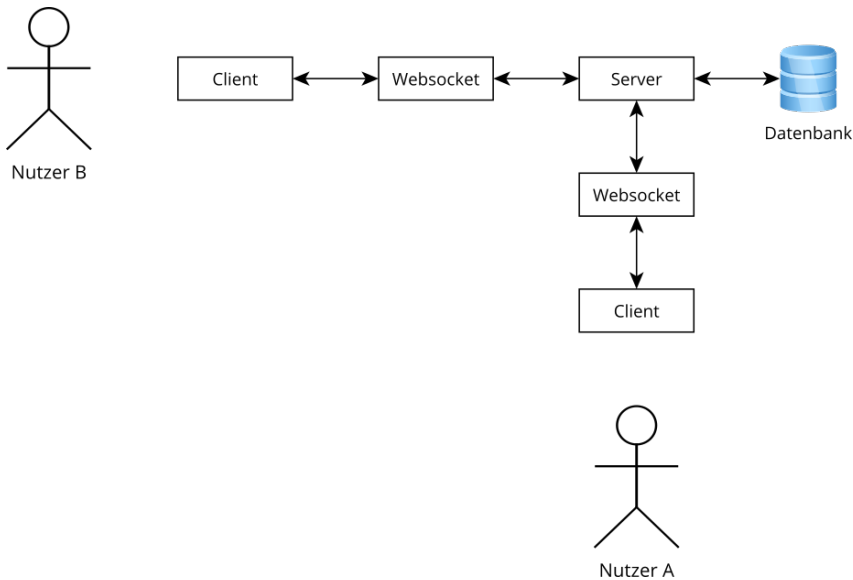 Client
Websocket
Server
Datenbank
Nutzer B
Websocket
Client
Nutzer A